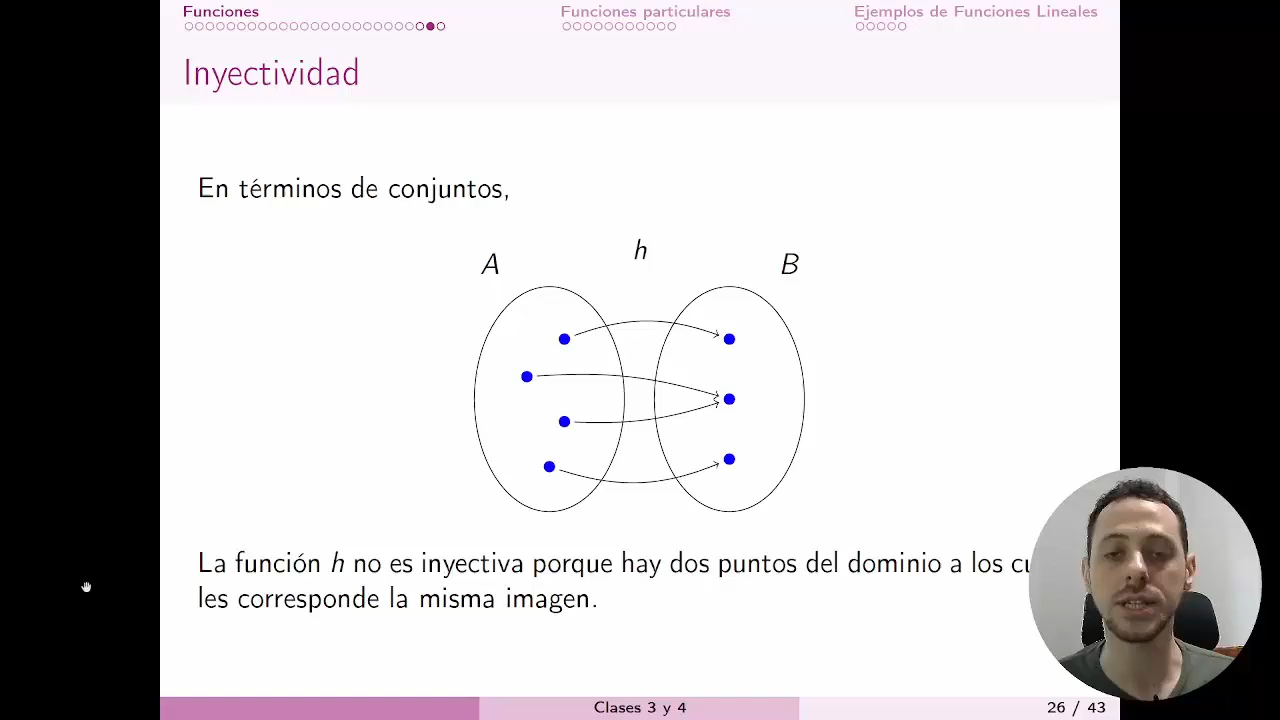 Funciones
Funciones particulares
Ejemplos de Funciones Lineales
Inyectividad
En términos de conjuntos,
h
A
B
La función h no es inyectiva porque hay dos puntos del dominio a los
les corresponde la misma imagen.
Clases 3 y 4
26 / 43